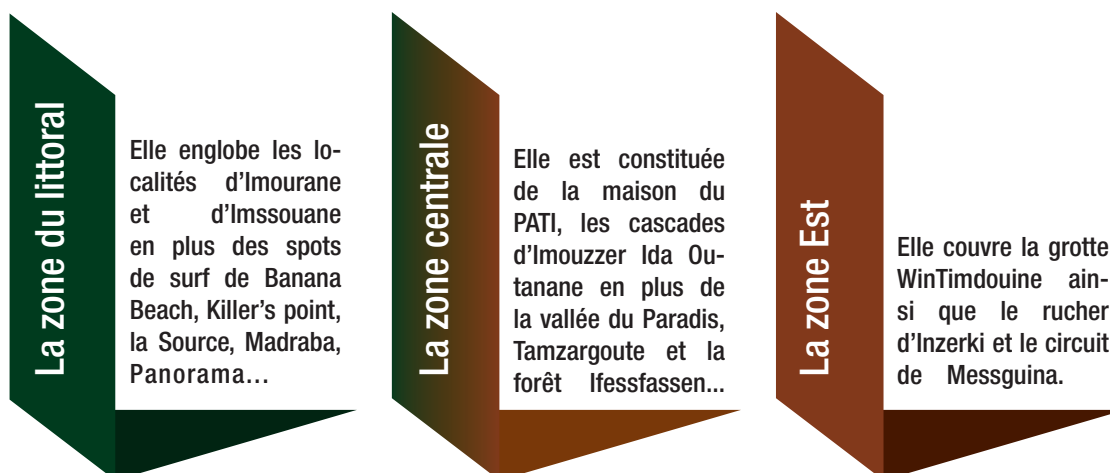 La zone du littoral
Elle englobe les lo-
calités d'Imourane
et d'Imssouane
en plus des spots
de surf de Banana
Beach, Killer's point,
la Source, Madraba,
Panorama...
La zone centrale
Elle est constituée
de la maison du
PATI, les cascades
d'Imouzzer Ida Ou-
tanane en plus de
la vallée du Paradis,
Tamzargoute et la
forêt Ifessfassen...
La zone Est
Elle couvre la grotte
WinTimdouine ain-
si que le rucher
d'Inzerki et le circuit
de Messguina.